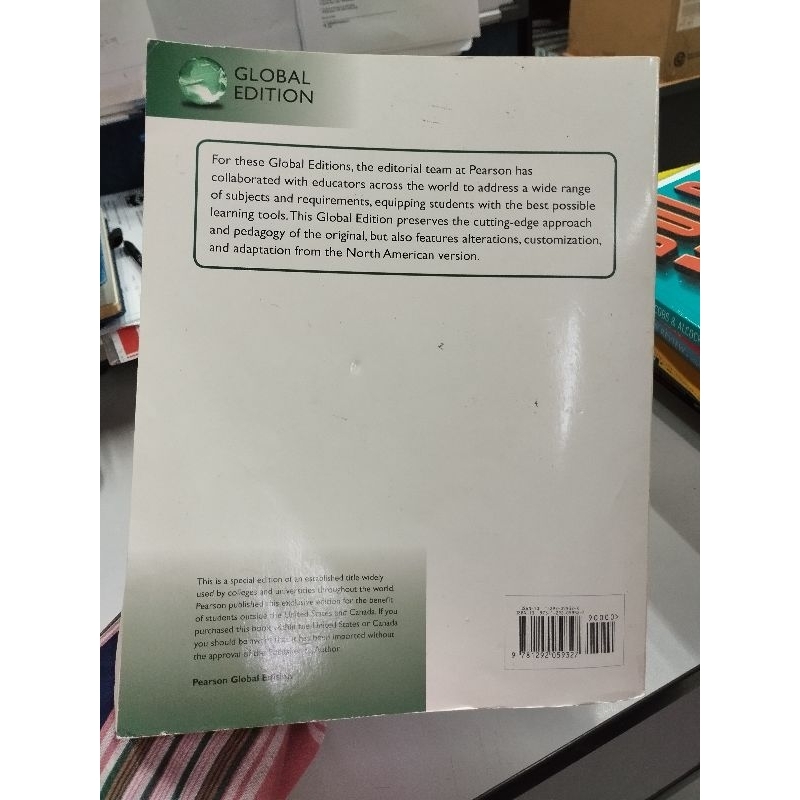 GLOBAL
EDITION
For these Global Editions, the editorial team at Pearson has
collaborated with educators across the world to address a wide range
of subjects and requirements, equipping students with the best possible
learning tools. This Global Edition preserves the cutting-edge approach
and pedagogy of the original, but also features alterations, customization,
and adaptation from the North American version.
This is a special edition of an established title widely
used by colleges and universities throughout the world.
Pearson published this exclusive edition for the benefit
of students outside the United States and Canada. If you
purchased this book within the United States or Canada
you should be aware that it has been imported without
the approval of the Author
Pearson Global Edition
90000>
9 781292 05932
& ALCOCK